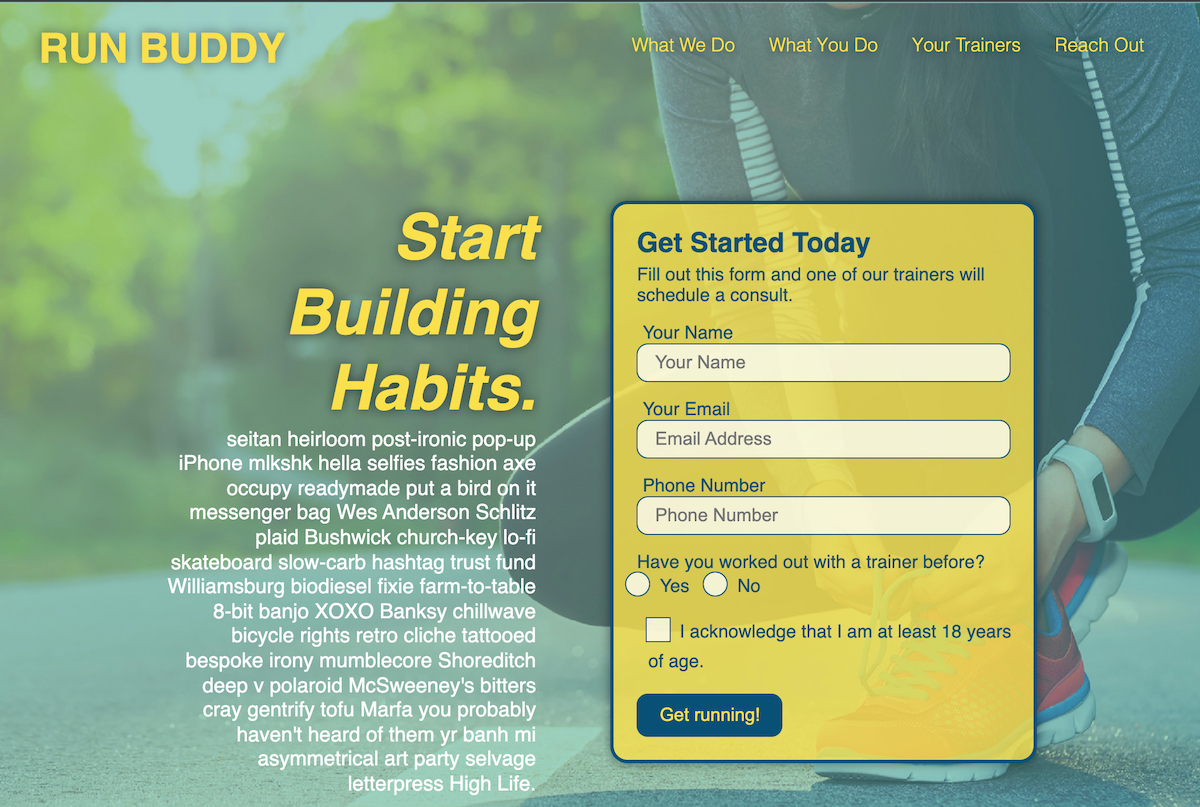 RUN BUDDY
What We Do
What You Do
Your Trainers
Reach Out
Start
Building
Habits.
seitan heirloom post-ironic pop-up
iPhone mlkshk hella selfies fashion axe
occupy readymade put a bird on it
messenger bag Wes Anderson Schlitz
plaid Bushwick church-key lo-fi
skateboard slow-carb hashtag trust fund
Williamsburg biodiesel fixie farm-to-table
8-bit banjo XOXO Banksy chillwave
bicycle rights retro cliche tattooed
bespoke irony mumblecore Shoreditch
deep v polaroid McSweeney's bitters
cray gentrify tofu Marfa you probably
haven't heard of them yr banh mi
asymmetrical art party selvage
letterpress High Life.
Get Started Today
Fill out this form and one of our trainers will
schedule a consult.
Your Name
Your Name
Your Email
Email Address
Phone Number
Phone Number
Have you worked out with a trainer before?
Yes No
I acknowledge that I am at least 18 years
of age.
Get running!